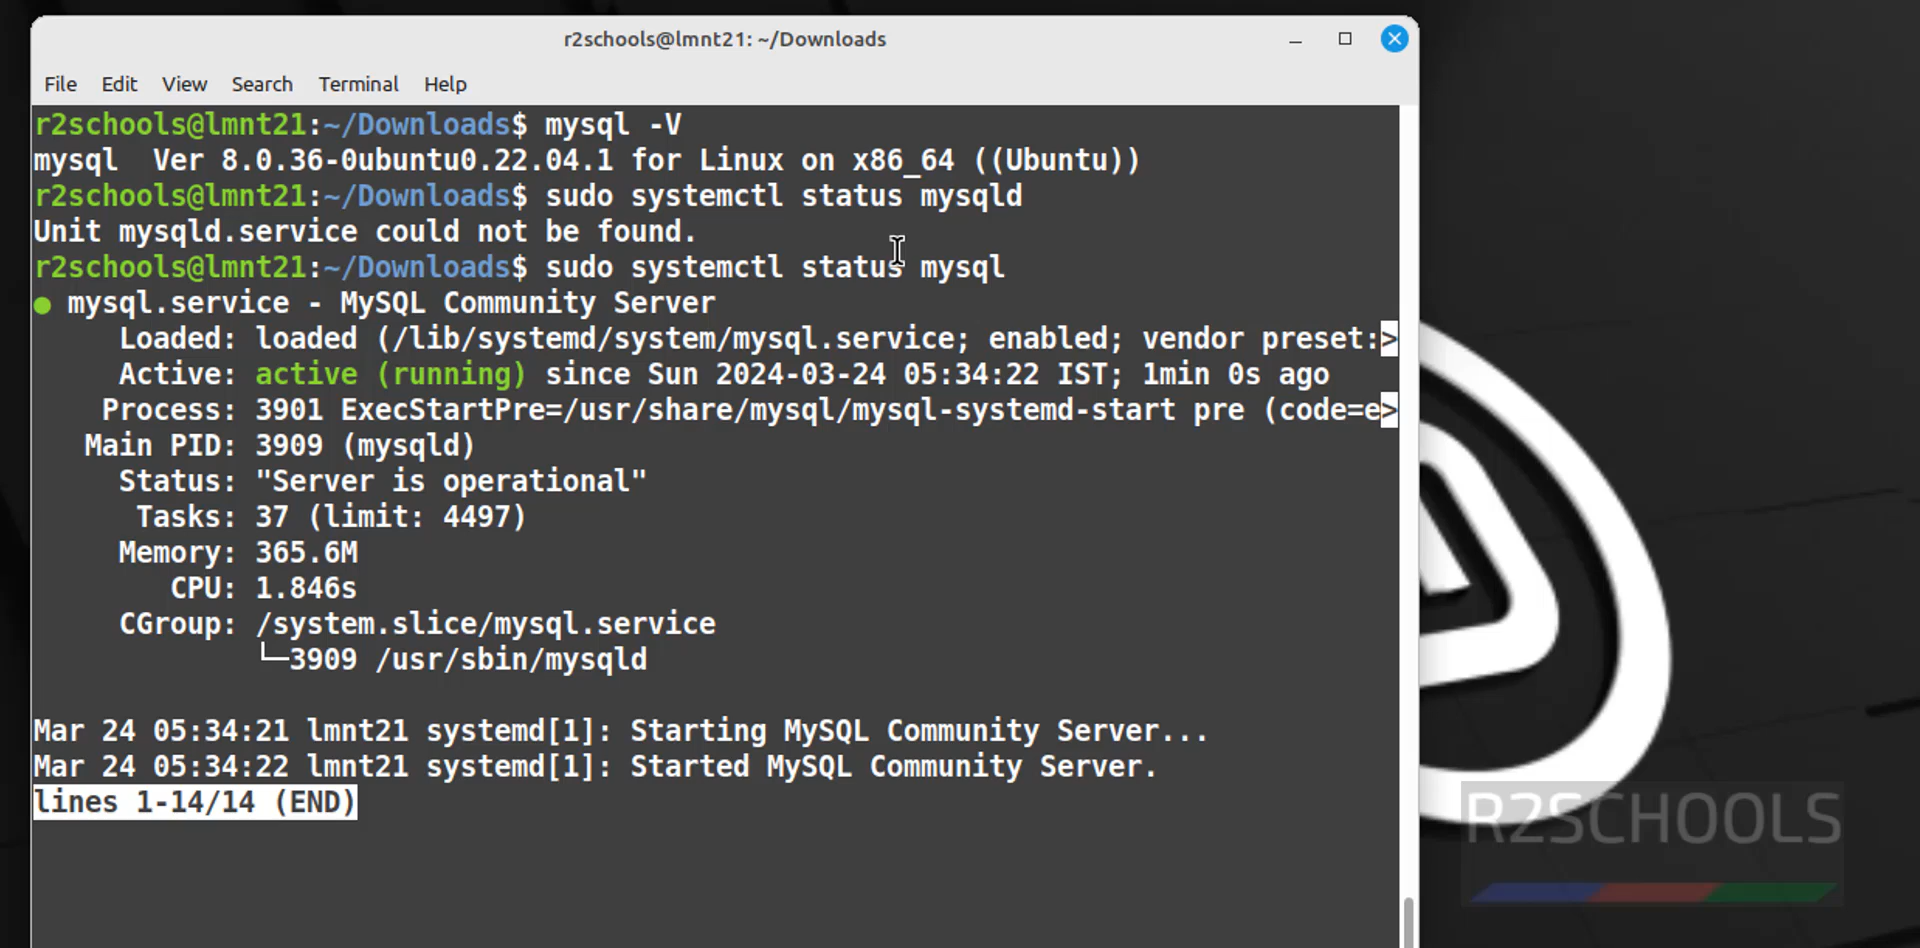 r2schools@lmnt21: ~/Downloads
File Edit View Search Terminal Help
r2schools@lmnt21:~/Downloads$ mysql -V
mysql  Ver 8.0.36-0ubuntu0.22.04.1 for Linux on x86_64 ((Ubuntu))
r2schools@lmnt21:~/Downloads$ sudo systemctl status mysqld
Unit mysqld.service could not be found.
r2schools@lmnt21:~/Downloads$ sudo systemctl status mysql
● mysql.service - MySQL Community Server
     Loaded: loaded (/lib/systemd/system/mysql.service; enabled; vendor preset:>
     Active: active (running) since Sun 2024-03-24 05:34:22 IST; 1min 0s ago
    Process: 3901 ExecStartPre=/usr/share/mysql/mysql-systemd-start pre (code=e>
   Main PID: 3909 (mysqld)
     Status: "Server is operational"
      Tasks: 37 (limit: 4497)
     Memory: 365.6M
        CPU: 1.846s
     CGroup: /system.slice/mysql.service
             └─3909 /usr/sbin/mysqld
Mar 24 05:34:21 lmnt21 systemd[1]: Starting MySQL Community Server...
Mar 24 05:34:22 lmnt21 systemd[1]: Started MySQL Community Server.
lines 1-14/14 (END)
R2SCHOOLS